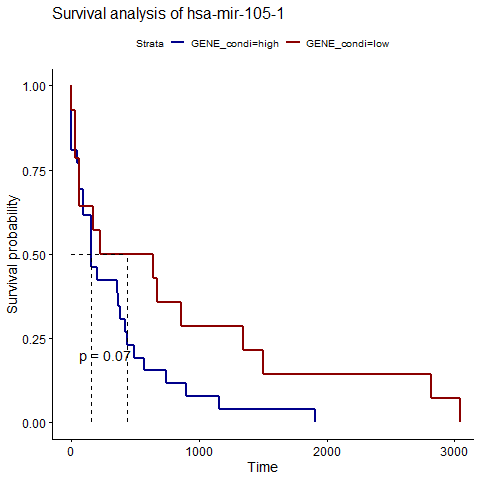 Survival analysis of hsa-mir-105-1
Strata GENE_condi=high GENE_condi=low
1.00
0.75
0.50
0.25
0.00
Survival probability
p = 0.07
0 1000 2000 3000
Time